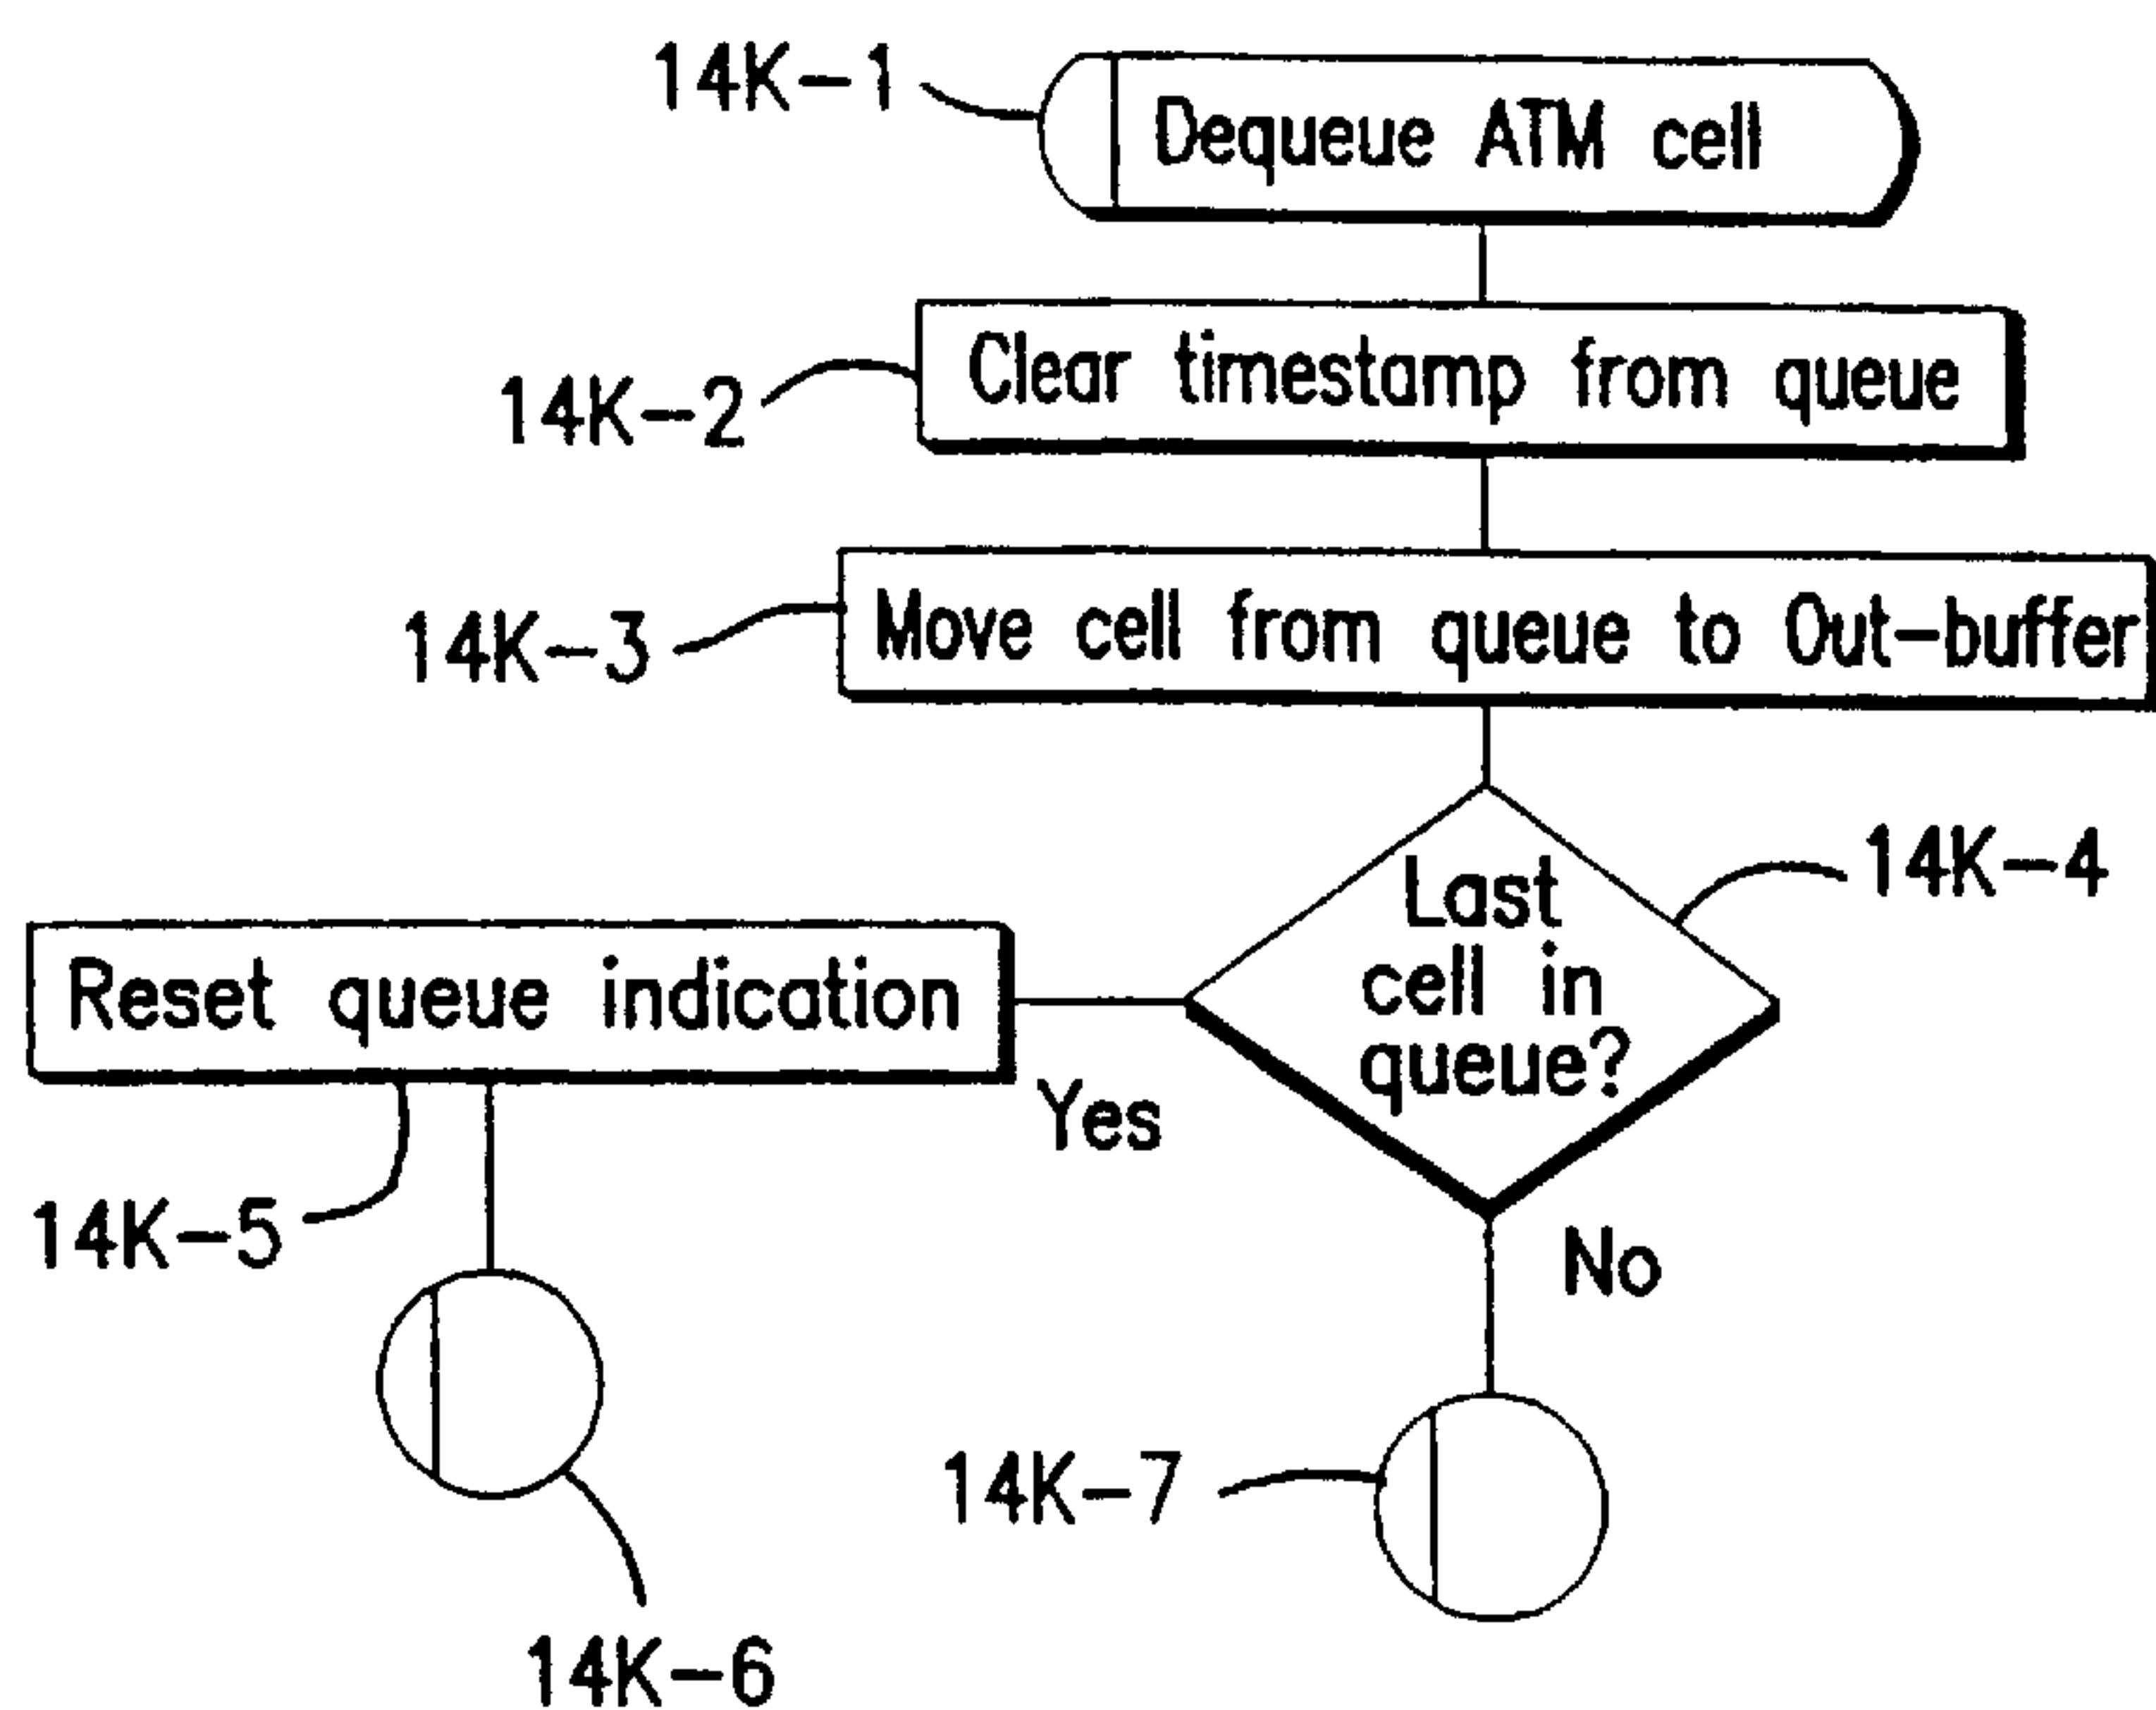 14K-1
Dequeue ATM cell
14K-2
Clear timestamp from queue
14K-3
Move cell from queue to Out-buffer
14K-4
Last
cell in
queue?
Reset queue indication
Yes
14K-5
No
14K-7
14K-6